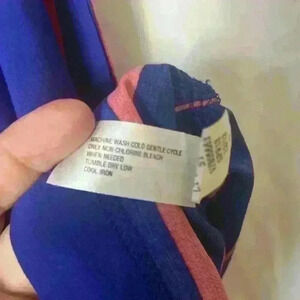 MACHINE WASH COLD GENTLE CYCLE
ONLY NON-CHLORINE BLEACH
WHEN NEEDED
TUMBLE DRY LOW
COOL IRON